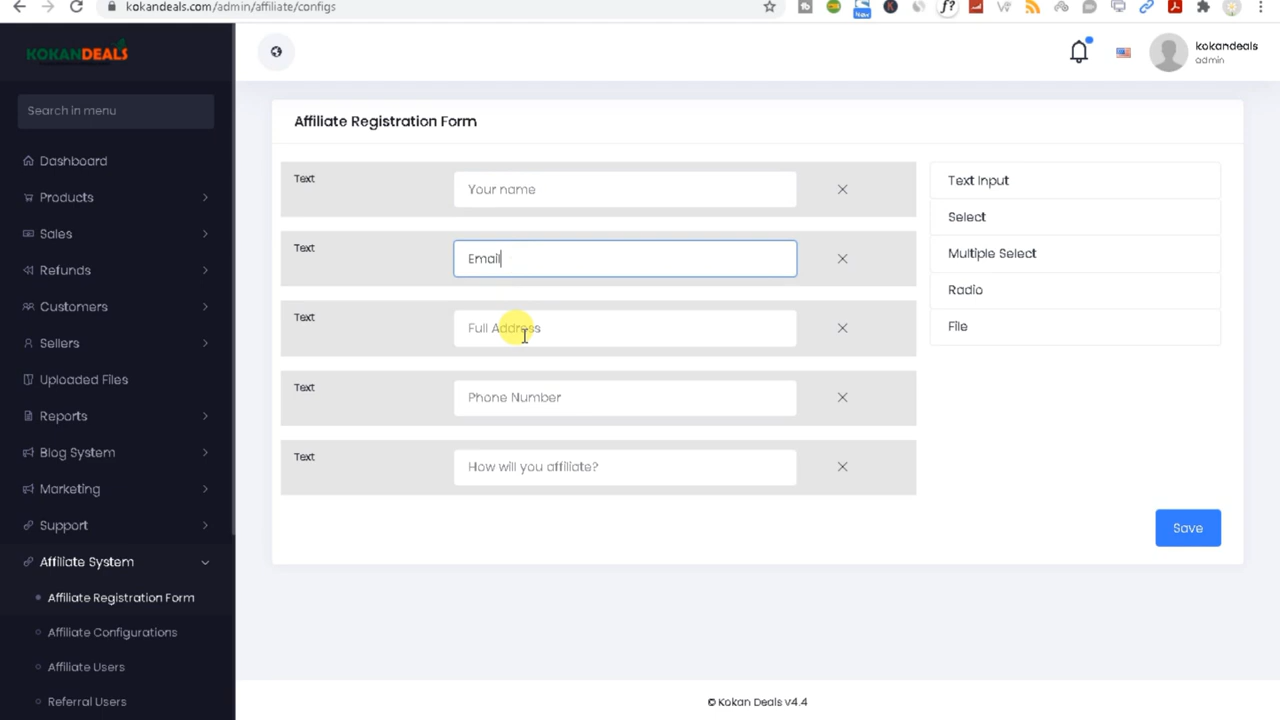 kokandeals.com/admin/affiliate/configs
KOKANDEALS
kokandeals
admin
Search in menu
Dashboard
Products
Sales
Refunds
Customers
Sellers
Uploaded Files
Reports
Blog System
Marketing
Support
Affiliate System
Affiliate Registration Form
Affiliate Configurations
Affiliate Users
Referral Users
Affiliate Registration Form
Text
Your name
Text
Email
Text
Full Address
Text
Phone Number
Text
How will you affiliate?
Text Input
Select
Multiple Select
Radio
File
Save
© Kokan Deals v4.4